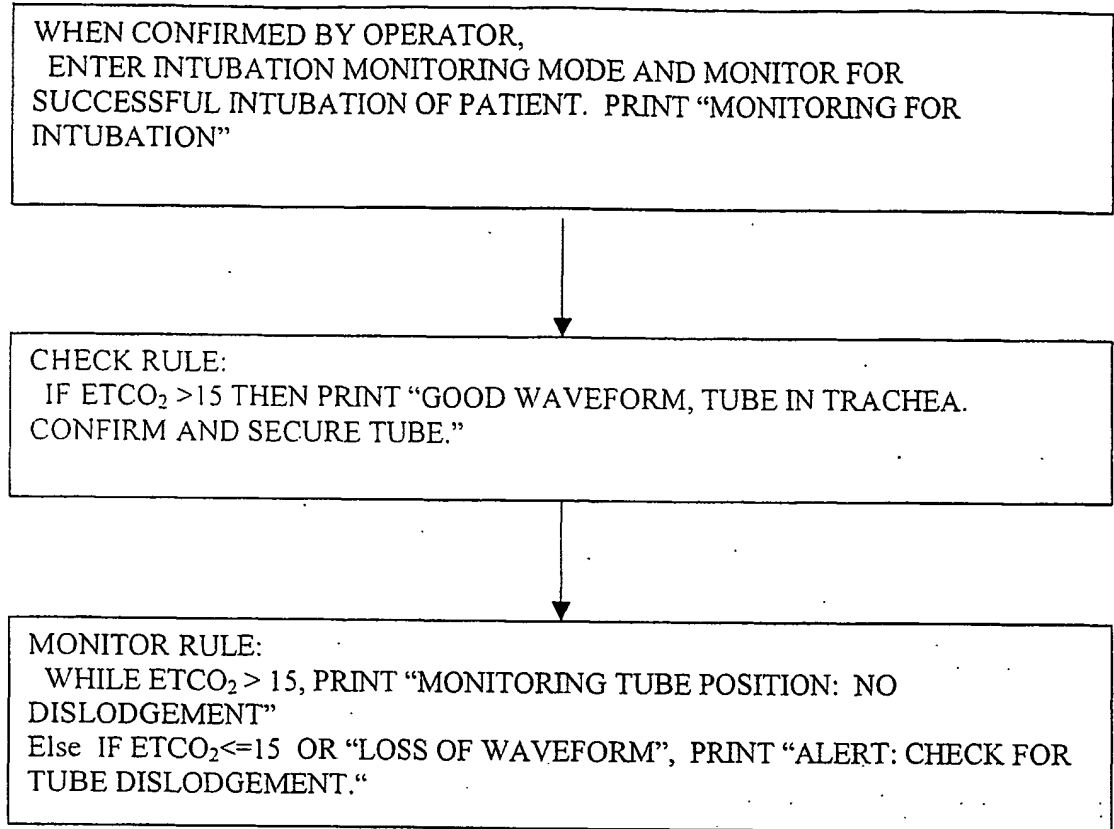 WHEN CONFIRMED BY OPERATOR,
ENTER INTUBATION MONITORING MODE AND MONITOR FOR
SUCCESSFUL INTUBATION OF PATIENT. PRINT “MONITORING FOR
INTUBATION”
CHECK RULE:
IF ETCO₂ >15 THEN PRINT “GOOD WAVEFORM, TUBE IN TRACHEA.
CONFIRM AND SECURE TUBE.”
MONITOR RULE:
WHILE ETCO₂ > 15, PRINT “MONITORING TUBE POSITION: NO
DISLODGEMENT”
Else IF ETCO₂<=15 OR “LOSS OF WAVEFORM”, PRINT “ALERT: CHECK FOR
TUBE DISLODGEMENT.“